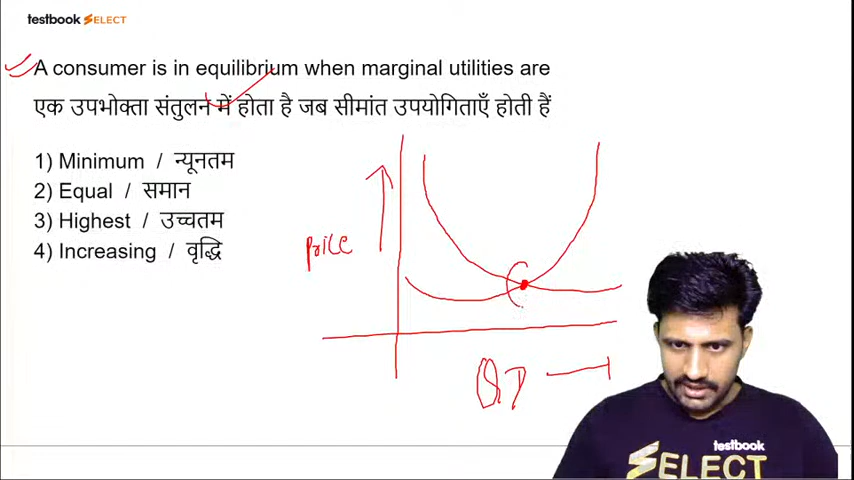 testbook SELECT
A consumer is in equilibrium when marginal utilities are
एक उपभोक्ता संतुलन में होता है जब सीमांत उपयोगिताएँ होती हैं
1) Minimum / न्यूनतम
2) Equal / समान
3) Highest / उच्चतम
4) Increasing / वृद्धि
Price
testbook
SELECT